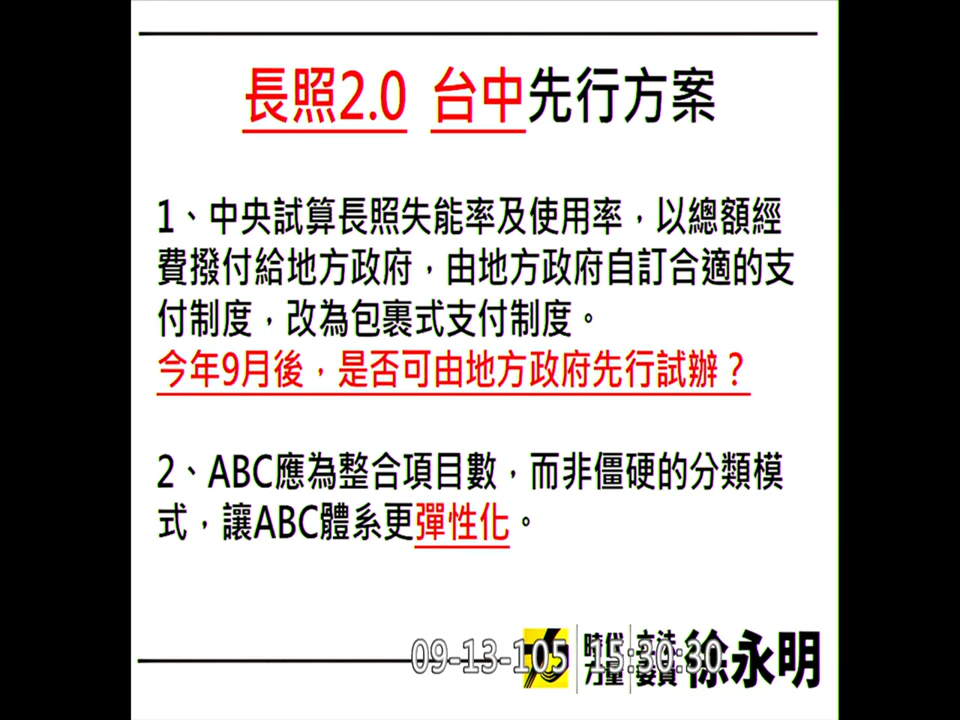 長照2.0 台中先行方案
1、中央試算長照失能率及使用率，以總額經
費撥付給地方政府，由地方政府自訂合適的支
付制度，改為包裹式支付制度。
今年9月後，是否可由地方政府先行試辦？
2、ABC應為整合項目數，而非僵硬的分類模
式，讓ABC體系更彈性化。
09-13-105 15:30:30
時代力量 立法委員 徐永明